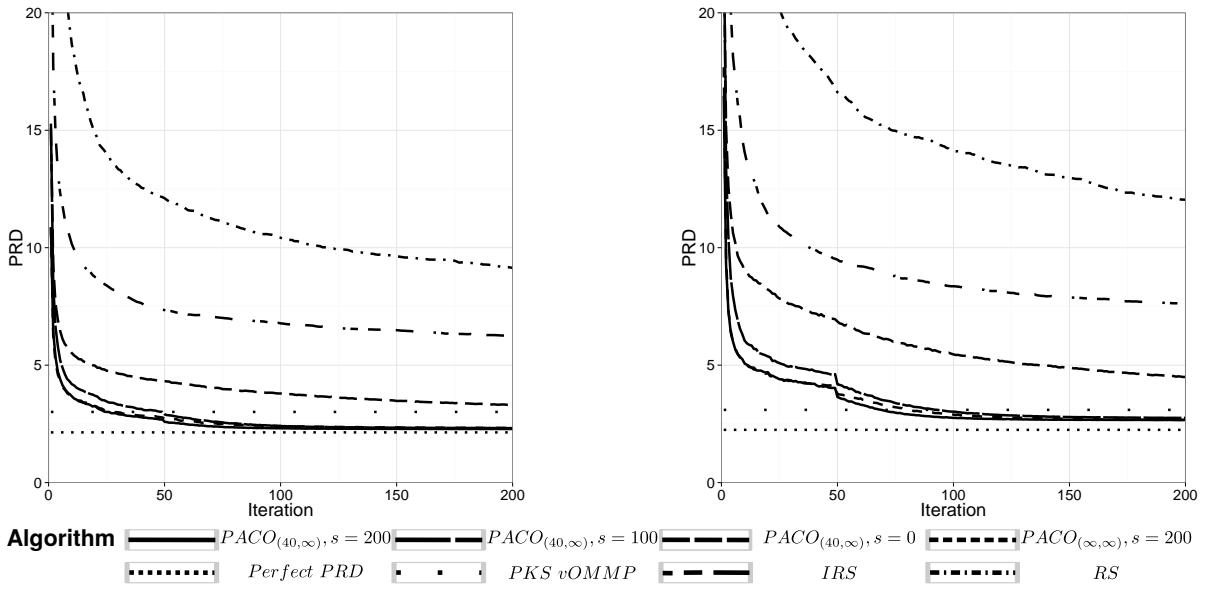 20
15
10
5
0
PRD
0 50 100 150 200
Iteration
20
15
10
5
0
PRD
0 50 100 150 200
Iteration
Algorithm PACO(40,∞), s = 200 PACO(40,∞), s = 100 PACO(40,∞), s = 0 PACO(∞,∞), s = 200
Perfect PRD PKS vOMMP IRS RS